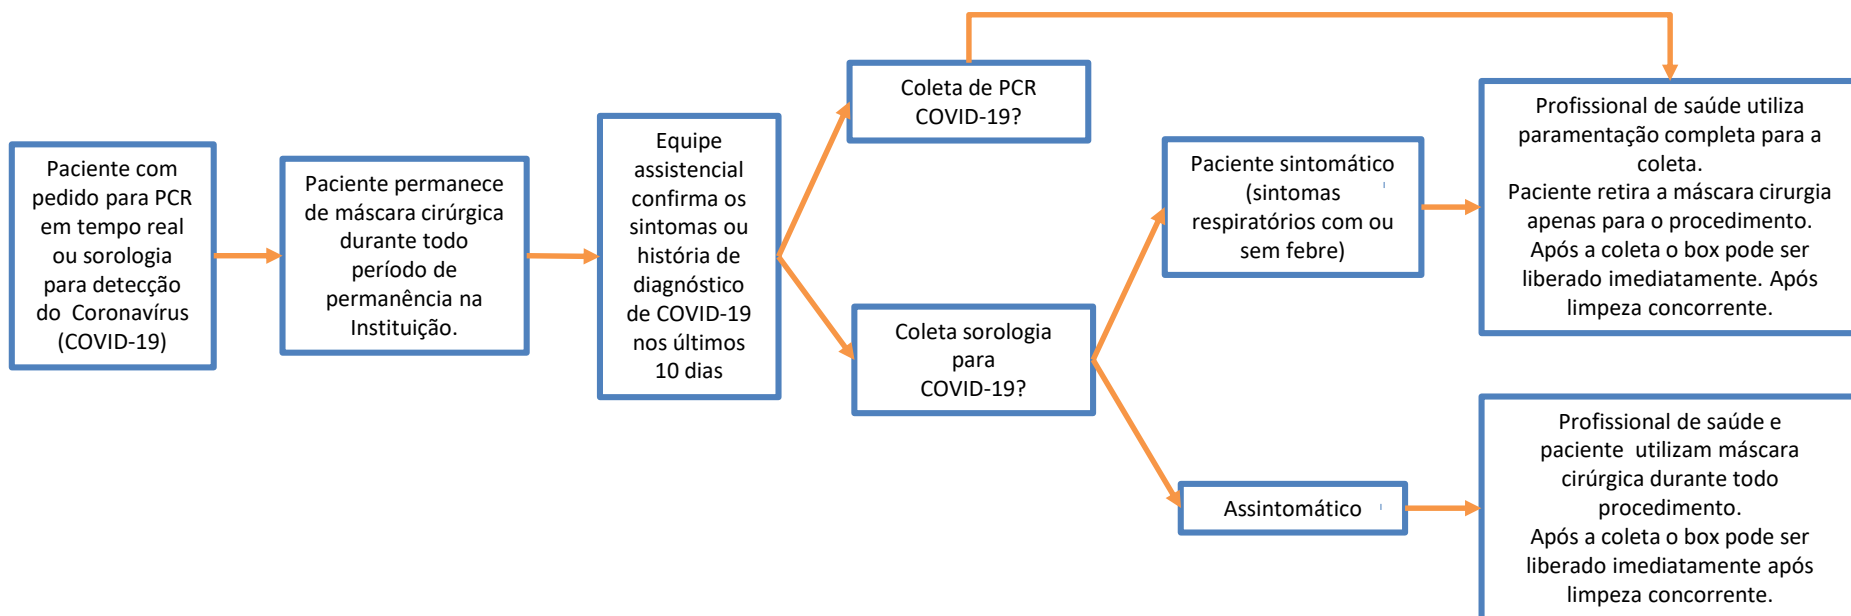 Paciente com
pedido para PCR
em tempo real
ou sorologia
para detecção
do Coronavírus
(COVID-19)
Paciente permanece
de máscara cirúrgica
durante todo
período de
permanência na
Instituição.
Equipe
assistencial
confirma os
sintomas ou
história de
diagnóstico
de COVID-19
nos últimos
10 dias
Coleta de PCR
COVID-19?
Coleta sorologia
para
COVID-19?
Paciente sintomático
(sintomas
respiratórios com ou
sem febre)
Assintomático
Profissional de saúde utiliza
paramentação completa para a
coleta.
Paciente retira a máscara cirurgia
apenas para o procedimento.
Após a coleta o box pode ser
liberado imediatamente. Após
limpeza concorrente.
Profissional de saúde e
paciente utilizam máscara
cirúrgica durante todo
procedimento.
Após a coleta o box pode ser
liberado imediatamente após
limpeza concorrente.